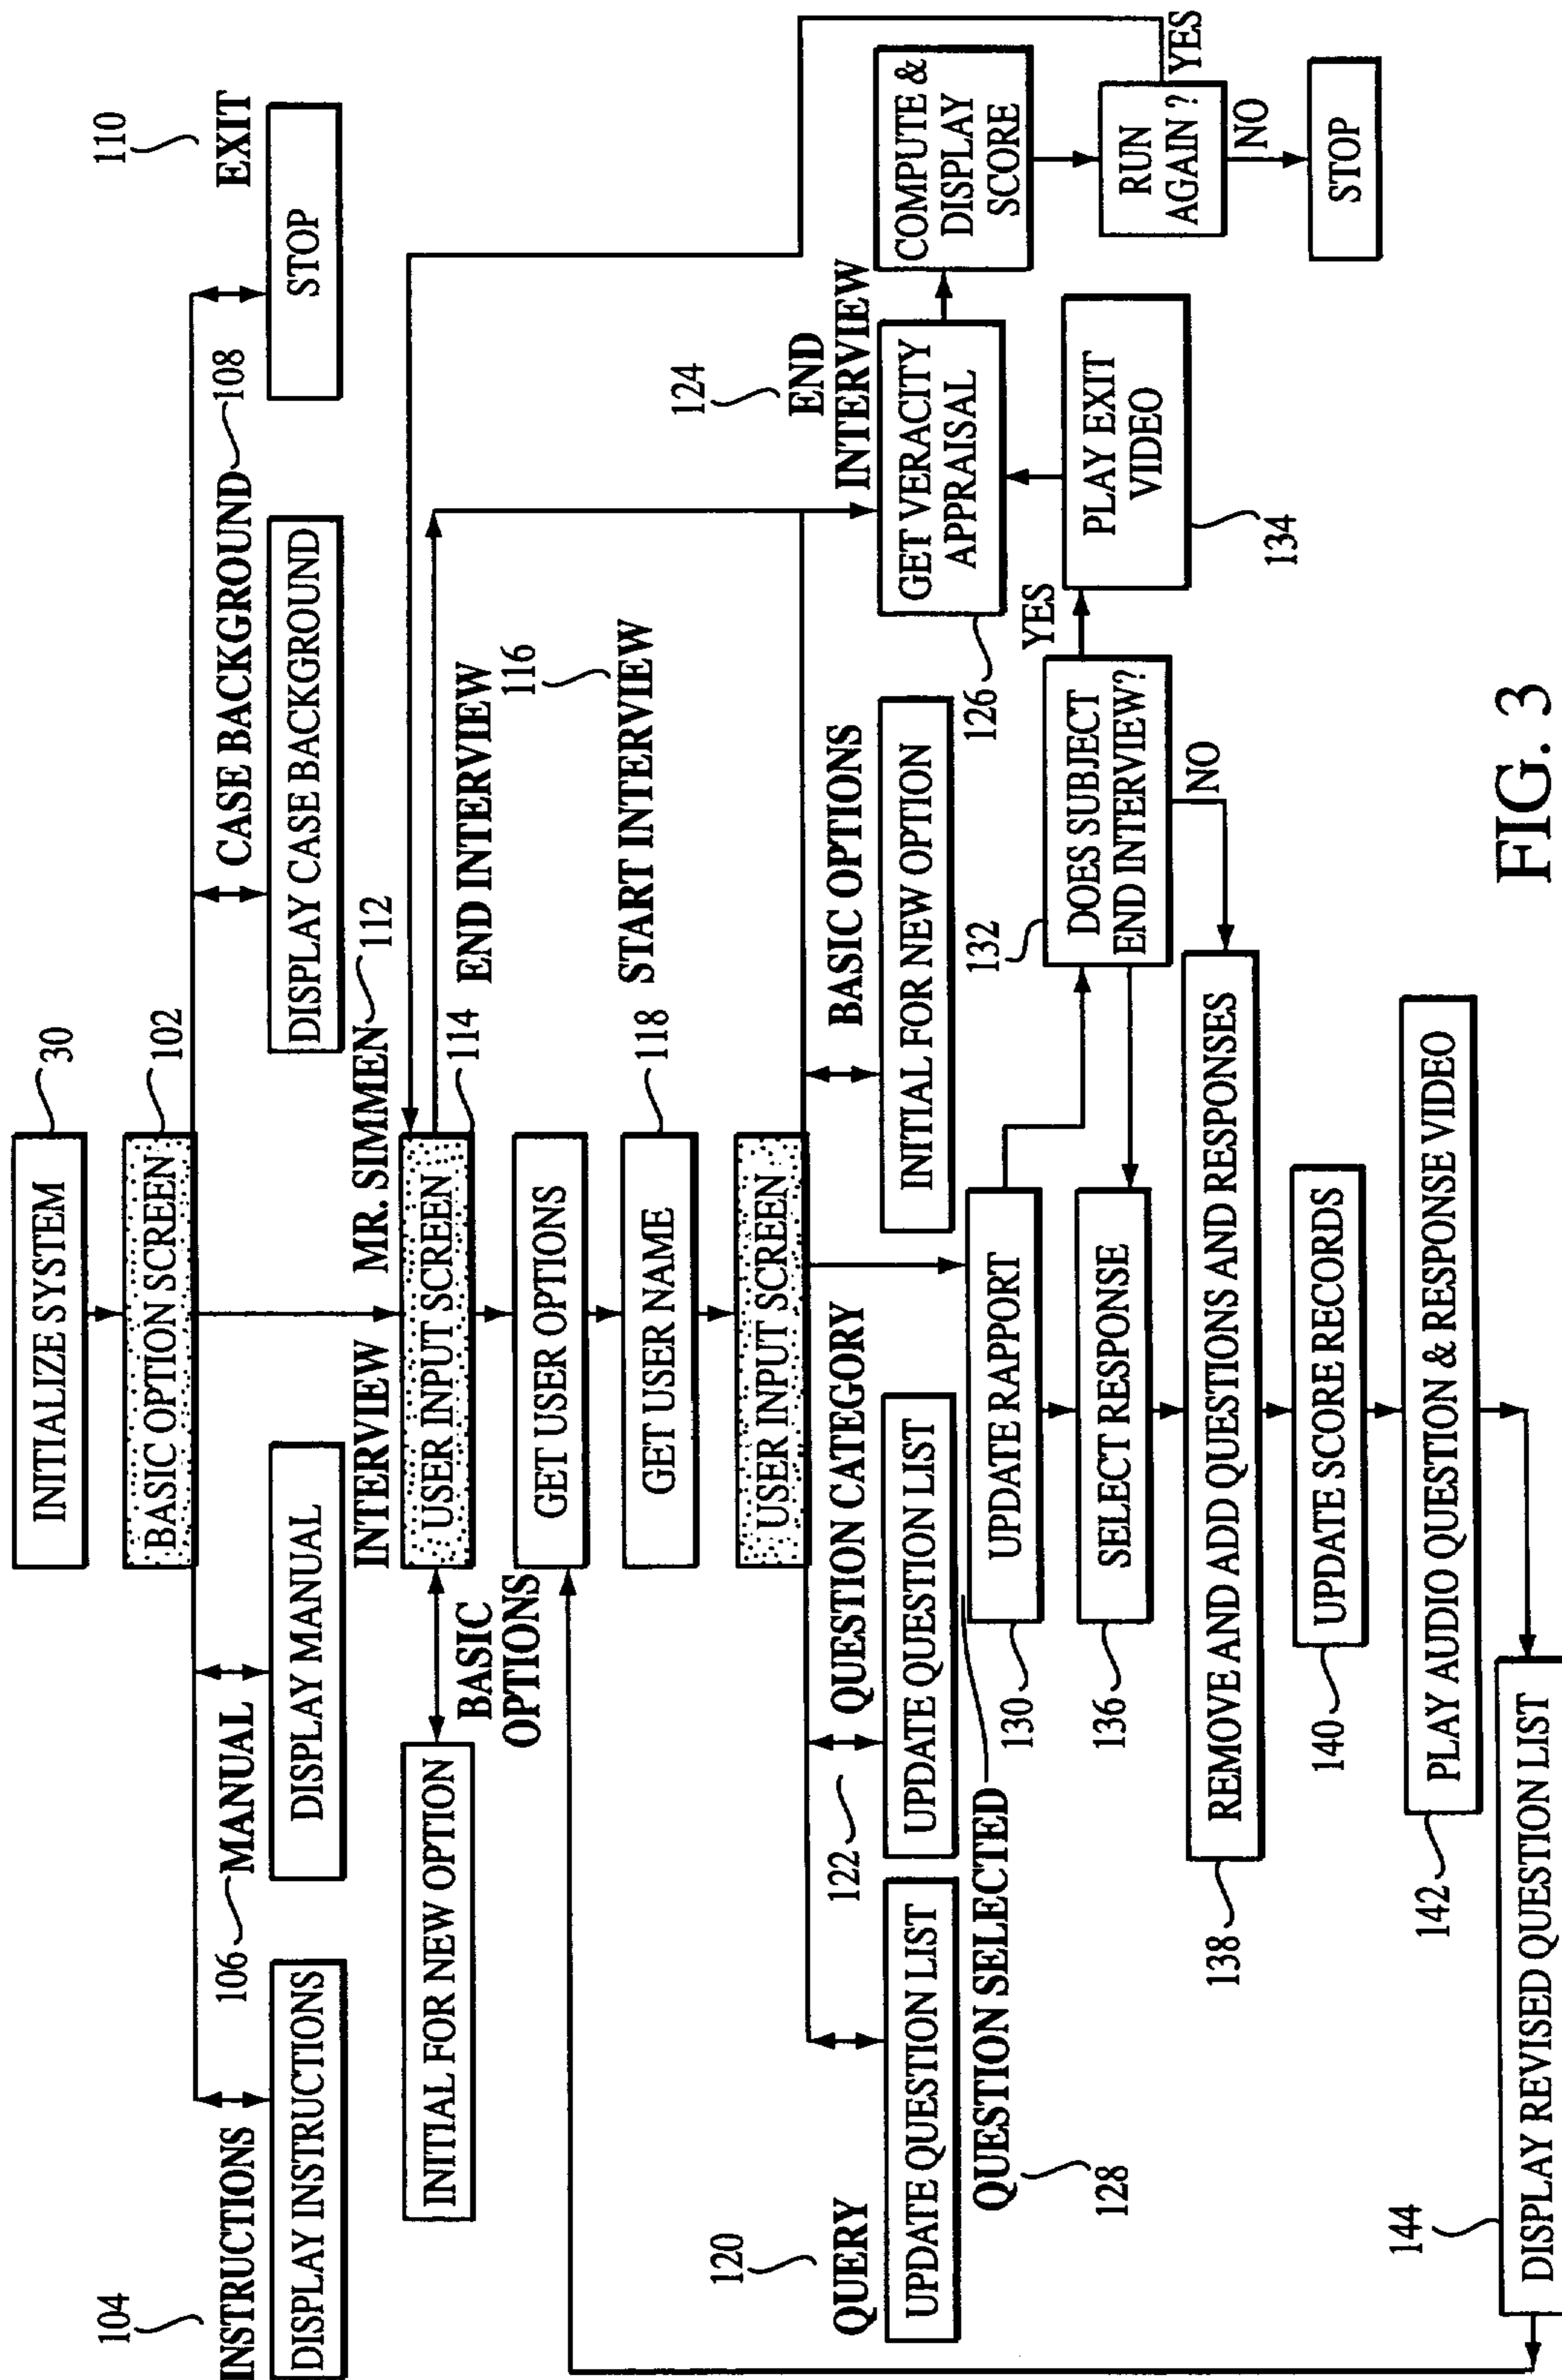 INITIALIZE SYSTEM
30
BASIC OPTION SCREEN
102
104
INSTRUCTIONS
DISPLAY INSTRUCTIONS
106
MANUAL
DISPLAY MANUAL
CASE BACKGROUND
108
DISPLAY CASE BACKGROUND
110
EXIT
STOP
INTERVIEW
MR. SIMMEN
112
USER INPUT SCREEN
114
END INTERVIEW
INITIAL FOR NEW OPTION
BASIC
OPTIONS
GET USER OPTIONS
116
START INTERVIEW
GET USER NAME
118
USER INPUT SCREEN
120
QUERY
UPDATE QUESTION LIST
122
QUESTION CATEGORY
UPDATE QUESTION LIST
BASIC OPTIONS
INITIAL FOR NEW OPTION
124
END
INTERVIEW
GET VERACITY
APPRAISAL
126
COMPUTE &
DISPLAY
SCORE
RUN
AGAIN ?
YES
NO
STOP
QUESTION SELECTED
128
UPDATE RAPPORT
130
132
DOES SUBJECT
END INTERVIEW?
YES
NO
PLAY EXIT
VIDEO
134
SELECT RESPONSE
136
REMOVE AND ADD QUESTIONS AND RESPONSES
138
UPDATE SCORE RECORDS
140
PLAY AUDIO QUESTION & RESPONSE VIDEO
142
144
DISPLAY REVISED QUESTION LIST
FIG. 3